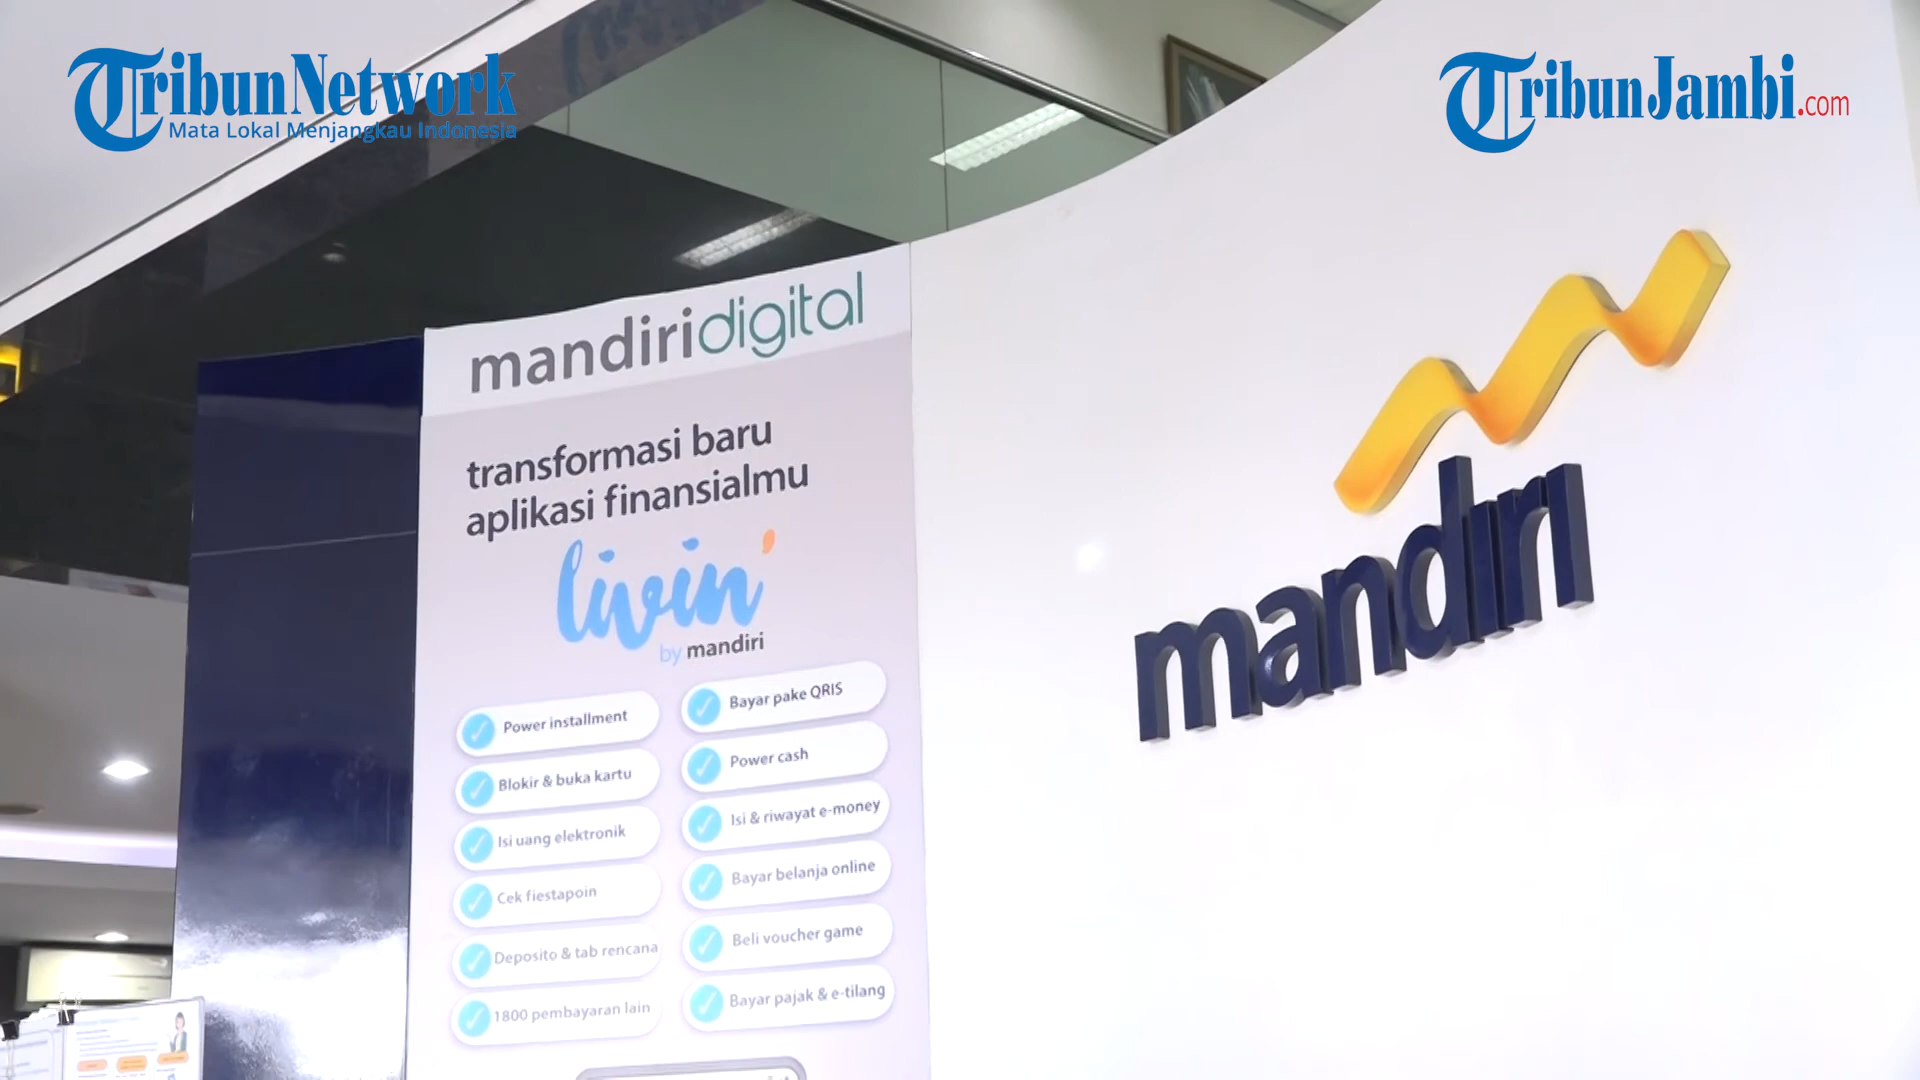 TribunNetwork
Mata Lokal Menjangkau Indonesia
TribunJambi.com
mandiridigital
transformasi baru
aplikasi finansialmu
livin'
by mandiri
Power installment
Blokir & buka kartu
Isi uang elektronik
Cek fiestapoin
Deposito & tab rencana
1800 pembayaran lain
Bayar pake QRIS
Power cash
Isi & riwayat e-money
Bayar belanja online
Beli voucher game
Bayar pajak & e-tilang
mandiri